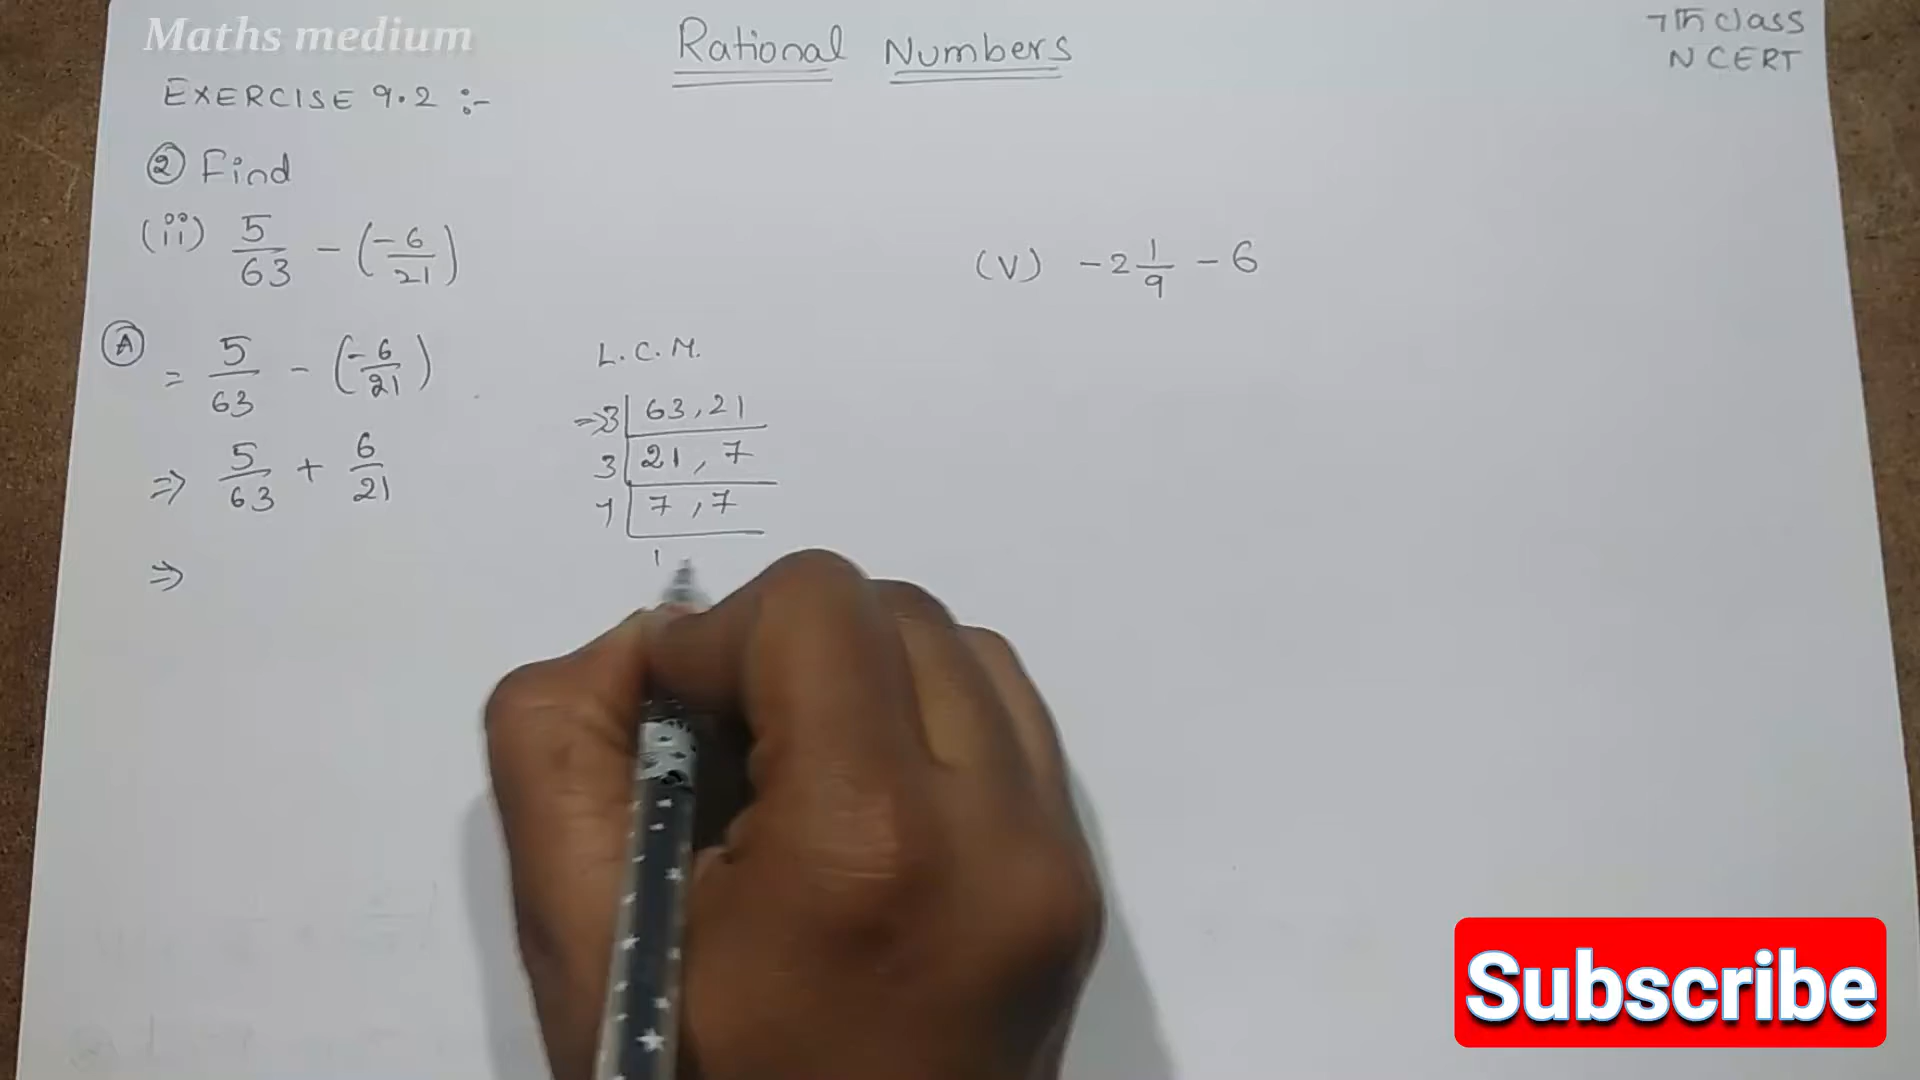 Maths medium
Rational Numbers
7th class
NCERT
EXERCISE 9.2 :-
② Find
(ii) 5/63 - (-6/21)
(V) -2 1/9 - 6
Ⓐ = 5/63 - (-6/21)
L.C.M.
=> 3 | 63, 21
3 | 21, 7
7 | 7, 7
1
=> 5/63 + 6/21
=>
Subscribe